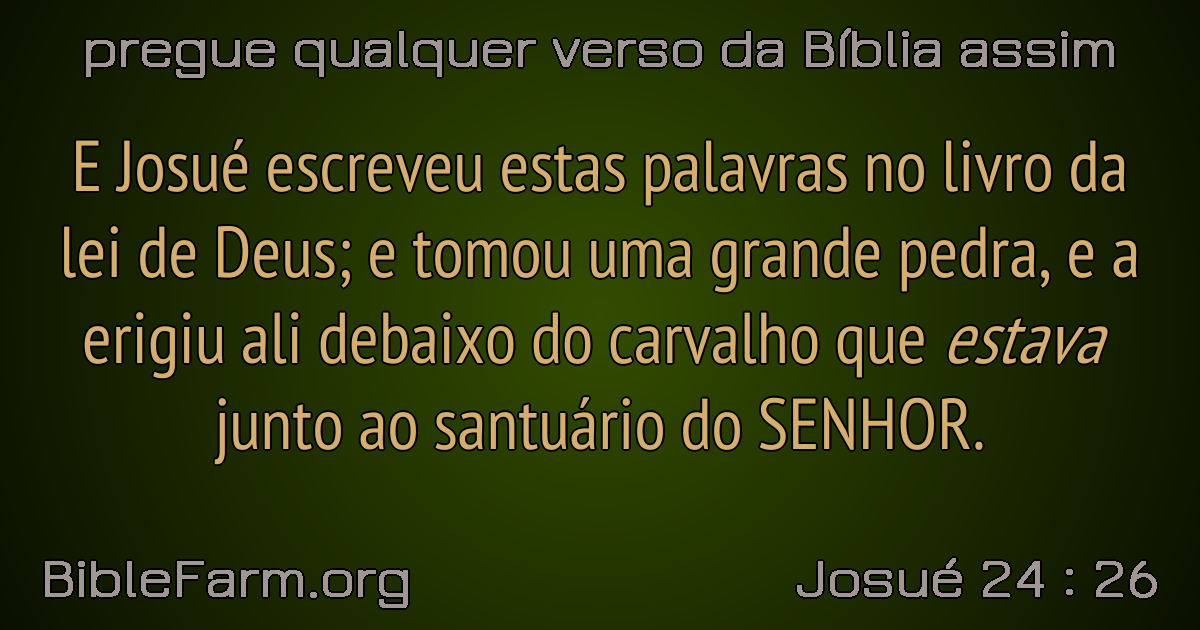 pregue qualquer verso da Bíblia assim
E Josué escreveu estas palavras no livro da
lei de Deus; e tomou uma grande pedra, e a
erigiu ali debaixo do carvalho que estava
junto ao santuário do SENHOR.
BibleFarm.org
Josué 24 : 26